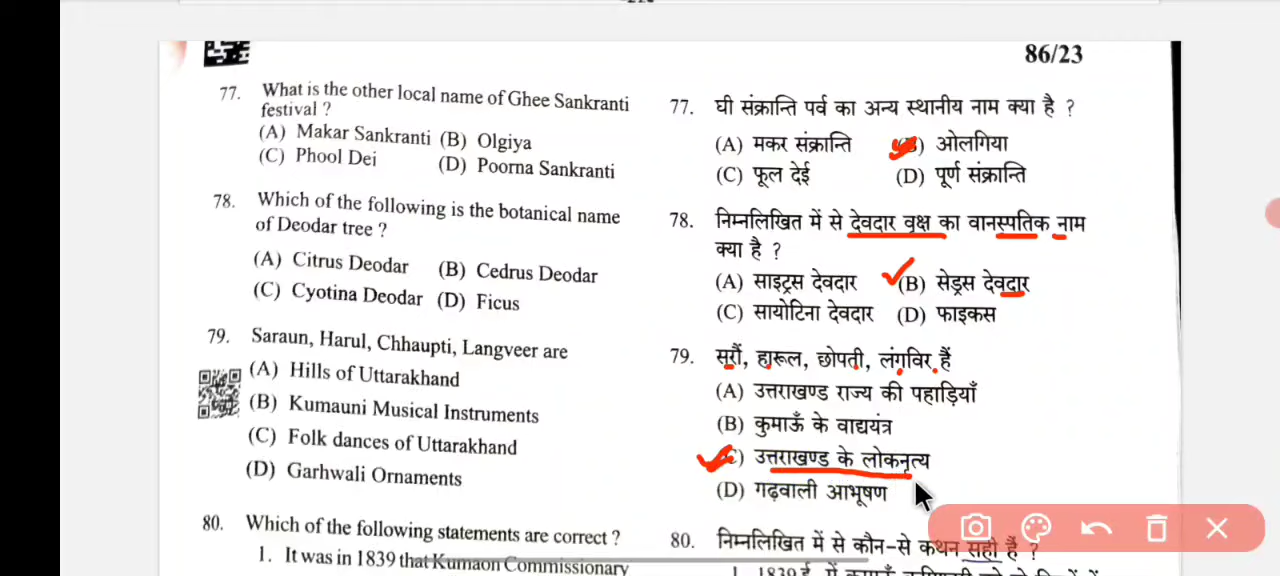 86/23
77. What is the other local name of Ghee Sankranti
festival ?
(A) Makar Sankranti (B) Olgiya
(C) Phool Dei (D) Poorna Sankranti
78. Which of the following is the botanical name
of Deodar tree ?
(A) Citrus Deodar (B) Cedrus Deodar
(C) Cyotina Deodar (D) Ficus
79. Saraun, Harul, Chhaupti, Langveer are
(A) Hills of Uttarakhand
(B) Kumauni Musical Instruments
(C) Folk dances of Uttarakhand
(D) Garhwali Ornaments
80. Which of the following statements are correct ?
1. It was in 1839 that Kumaon Commissionary
77. घी संक्रान्ति पर्व का अन्य स्थानीय नाम क्या है ?
(A) मकर संक्रान्ति ओलगिया
(C) फूल देई (D) पूर्ण संक्रान्ति
78. निम्नलिखित में से देवदार वृक्ष का वानस्पतिक नाम
क्या है ?
(A) साइट्रस देवदार (B) सेड्रस देवदार
(C) सायोटिना देवदार (D) फाइकस
79. सरौं, ह्यारूल, छोपती, लंगविर हैं
(A) उत्तराखण्ड राज्य की पहाड़ियाँ
(B) कुमाऊँ के वाद्ययंत्र
(C) उत्तराखण्ड के लोकनृत्य
(D) गढ़वाली आभूषण
80. निम्नलिखित में से कौन-से कथन सही हैं ?
1. 1839 ई. में